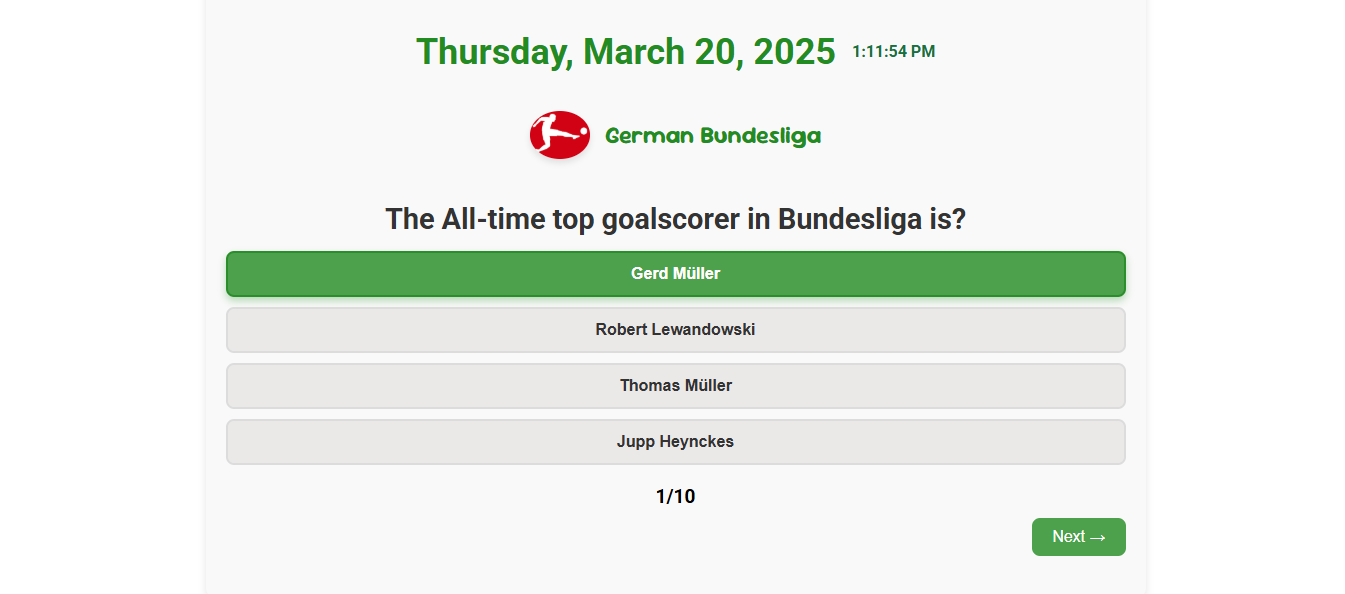 Thursday, March 20, 2025 1:11:54 PM
German Bundesliga
The All-time top goalscorer in Bundesliga is?
Gerd Müller
Robert Lewandowski
Thomas Müller
Jupp Heynckes
1/10
Next →